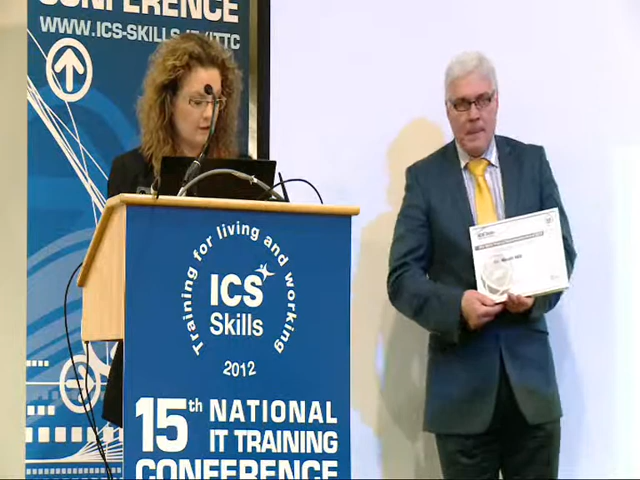 CONFERENCE
WWW.ICS-SKILLS.IE/ITTC
Training for living and working
ICS
Skills
2012
15th NATIONAL
IT TRAINING
CONFERENCE